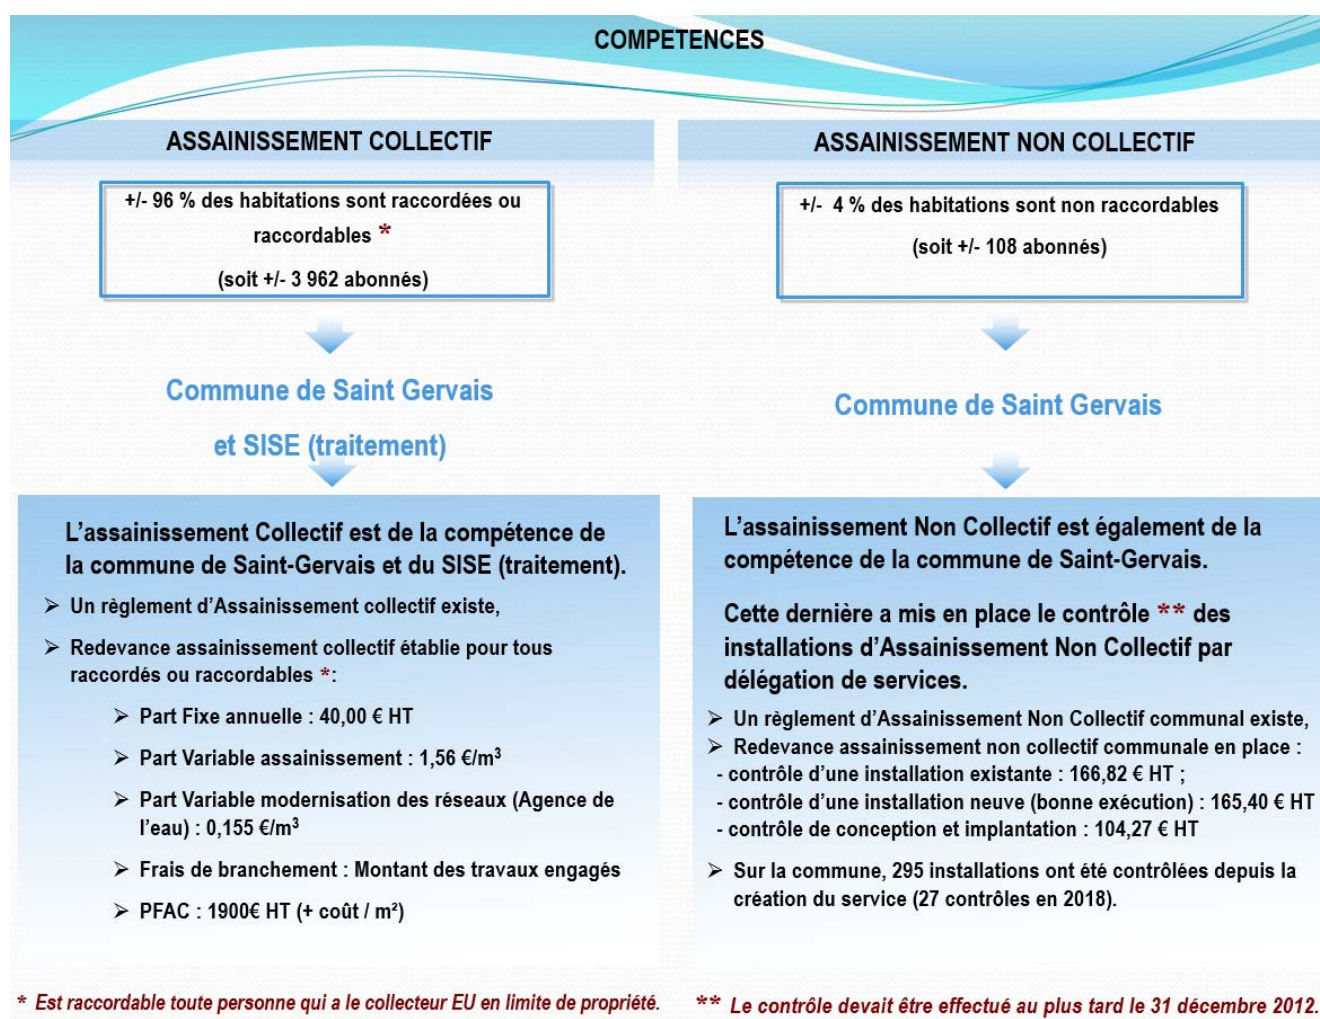 COMPETENCES
ASSAINISSEMENT COLLECTIF
+/- 96 % des habitations sont raccordées ou
raccordables *
(soit +/- 3 962 abonnés)
Commune de Saint Gervais
et SISE (traitement)
L'assainissement Collectif est de la compétence de
la commune de Saint-Gervais et du SISE (traitement).
➢ Un règlement d'Assainissement collectif existe,
➢ Redevance assainissement collectif établie pour tous
raccordés ou raccordables *:
➢ Part Fixe annuelle : 40,00 € HT
➢ Part Variable assainissement : 1,56 €/m³
➢ Part Variable modernisation des réseaux (Agence de
l'eau) : 0,155 €/m³
➢ Frais de branchement : Montant des travaux engagés
➢ PFAC : 1900€ HT (+ coût / m²)
* Est raccordable toute personne qui a le collecteur EU en limite de propriété.
ASSAINISSEMENT NON COLLECTIF
+/- 4 % des habitations sont non raccordables
(soit +/- 108 abonnés)
Commune de Saint Gervais
L'assainissement Non Collectif est également de la
compétence de la commune de Saint-Gervais.
Cette dernière a mis en place le contrôle ** des
installations d'Assainissement Non Collectif par
délégation de services.
➢ Un règlement d'Assainissement Non Collectif communal existe,
➢ Redevance assainissement non collectif communale en place :
- contrôle d'une installation existante : 166,82 € HT ;
- contrôle d'une installation neuve (bonne exécution) : 165,40 € HT
- contrôle de conception et implantation : 104,27 € HT
➢ Sur la commune, 295 installations ont été contrôlées depuis la
création du service (27 contrôles en 2018).
** Le contrôle devait être effectué au plus tard le 31 décembre 2012.